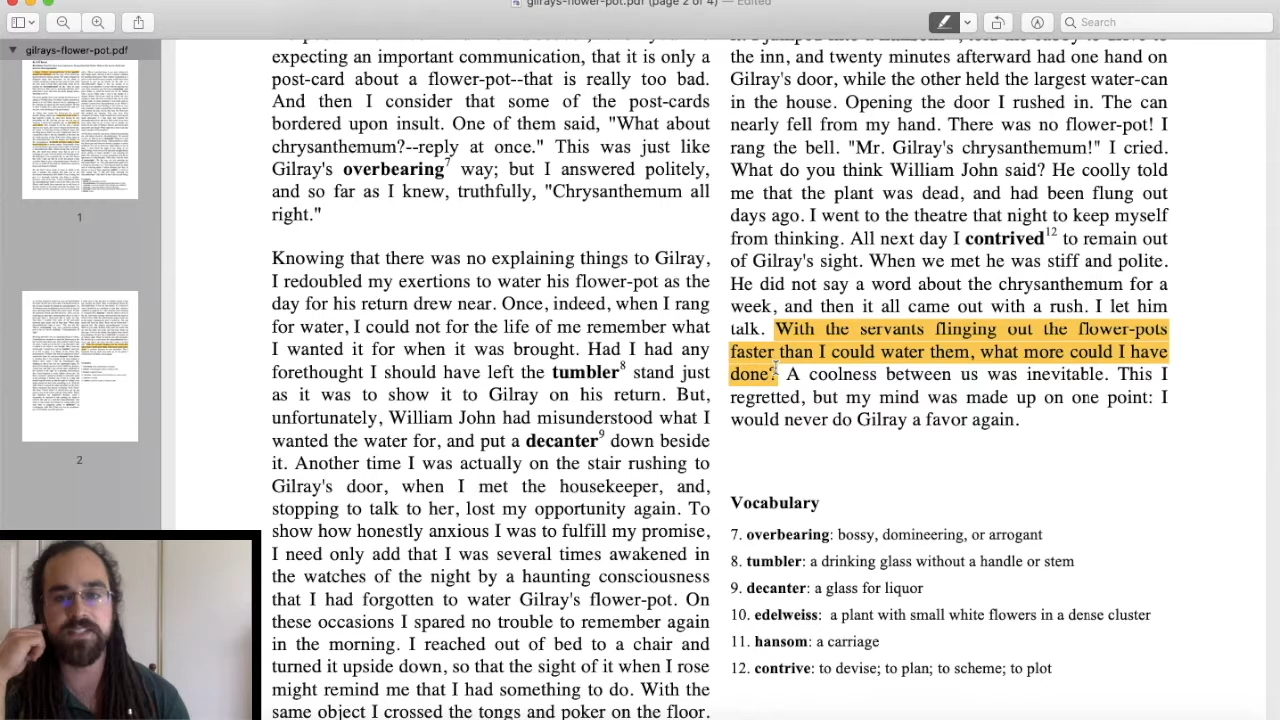 gilrays-flower-pot.pdf (page 2 of 4) — Edited
Search
gilrays-flower-pot.pdf
1
2
expecting an important communication, that it is only a
post-card about a flower-pot--that is really too bad.
And then I consider that some of the post-cards
bordered upon insult. One of them said, "What about
chrysanthemum?--reply at once." This was just like
Gilray's overbearing7 way; but I answered politely,
and so far as I knew, truthfully, "Chrysanthemum all
right."
Knowing that there was no explaining things to Gilray,
I redoubled my exertions to water his flower-pot as the
day for his return drew near. Once, indeed, when I rang
for water, I could not for the life of me remember what
I wanted it for when it was brought. Had I had any
forethought I should have left the tumbler8 stand just
as it was to show it to Gilray on his return. But,
unfortunately, William John had misunderstood what I
wanted the water for, and put a decanter9 down beside
it. Another time I was actually on the stair rushing to
Gilray's door, when I met the housekeeper, and,
stopping to talk to her, lost my opportunity again. To
show how honestly anxious I was to fulfill my promise,
I need only add that I was several times awakened in
the watches of the night by a haunting consciousness
that I had forgotten to water Gilray's flower-pot. On
these occasions I spared no trouble to remember again
in the morning. I reached out of bed to a chair and
turned it upside down, so that the sight of it when I rose
might remind me that I had something to do. With the
same object I crossed the tongs and poker on the floor.
it. I jumped into a hansom11, told the cabby to drive to
the inn, and twenty minutes afterward had one hand on
Gilray's door, while the other held the largest water-can
in the house. Opening the door I rushed in. The can
nearly fell from my hand. There was no flower-pot! I
rang the bell. "Mr. Gilray's chrysanthemum!" I cried.
What do you think William John said? He coolly told
me that the plant was dead, and had been flung out
days ago. I went to the theatre that night to keep myself
from thinking. All next day I contrived12 to remain out
of Gilray's sight. When we met he was stiff and polite.
He did not say a word about the chrysanthemum for a
week, when it all came out with a rush. I let him
talk. With the servants flinging out the flower-pots
faster than I could water them, what more could I have
done? A coolness between us was inevitable. This I
regretted, but my mind was made up on one point: I
would never do Gilray a favor again.
Vocabulary
7. overbearing: bossy, domineering, or arrogant
8. tumbler: a drinking glass without a handle or stem
9. decanter: a glass for liquor
10. edelweiss: a plant with small white flowers in a dense cluster
11. hansom: a carriage
12. contrive: to devise; to plan; to scheme; to plot